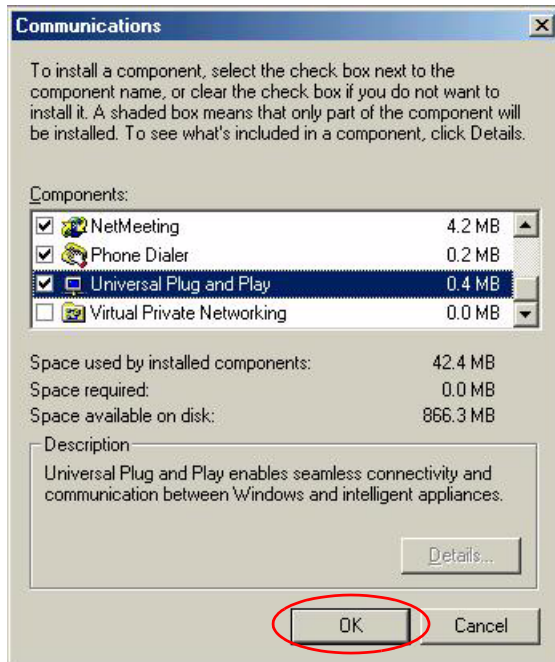 Communications
To install a component, select the check box next to the
component name, or clear the check box if you do not want to
install it. A shaded box means that only part of the component will
be installed. To see what's included in a component, click Details.
Components:
NetMeeting 4.2 MB
Phone Dialer 0.2 MB
Universal Plug and Play 0.4 MB
Virtual Private Networking 0.0 MB
Space used by installed components: 42.4 MB
Space required: 0.0 MB
Space available on disk: 866.3 MB
Description
Universal Plug and Play enables seamless connectivity and
communication between Windows and intelligent appliances.
Details...
OK Cancel